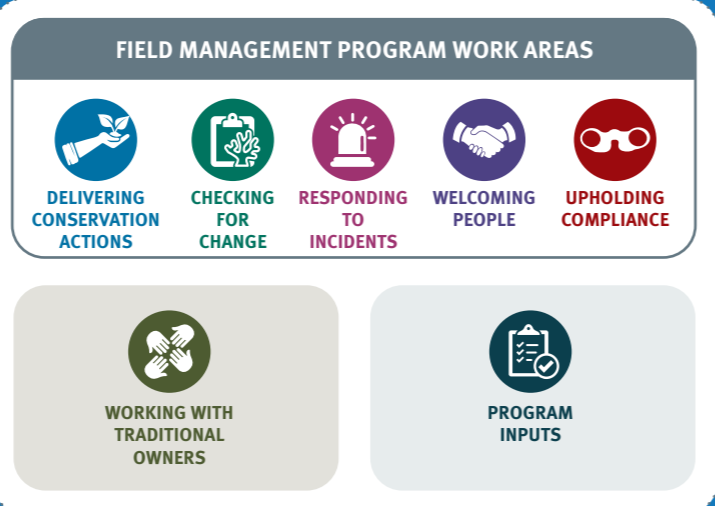 FIELD MANAGEMENT PROGRAM WORK AREAS
DELIVERING
CONSERVATION
ACTIONS
CHECKING
FOR
CHANGE
RESPONDING
TO
INCIDENTS
WELCOMING
PEOPLE
UPHOLDING
COMPLIANCE
WORKING WITH
TRADITIONAL
OWNERS
PROGRAM
INPUTS